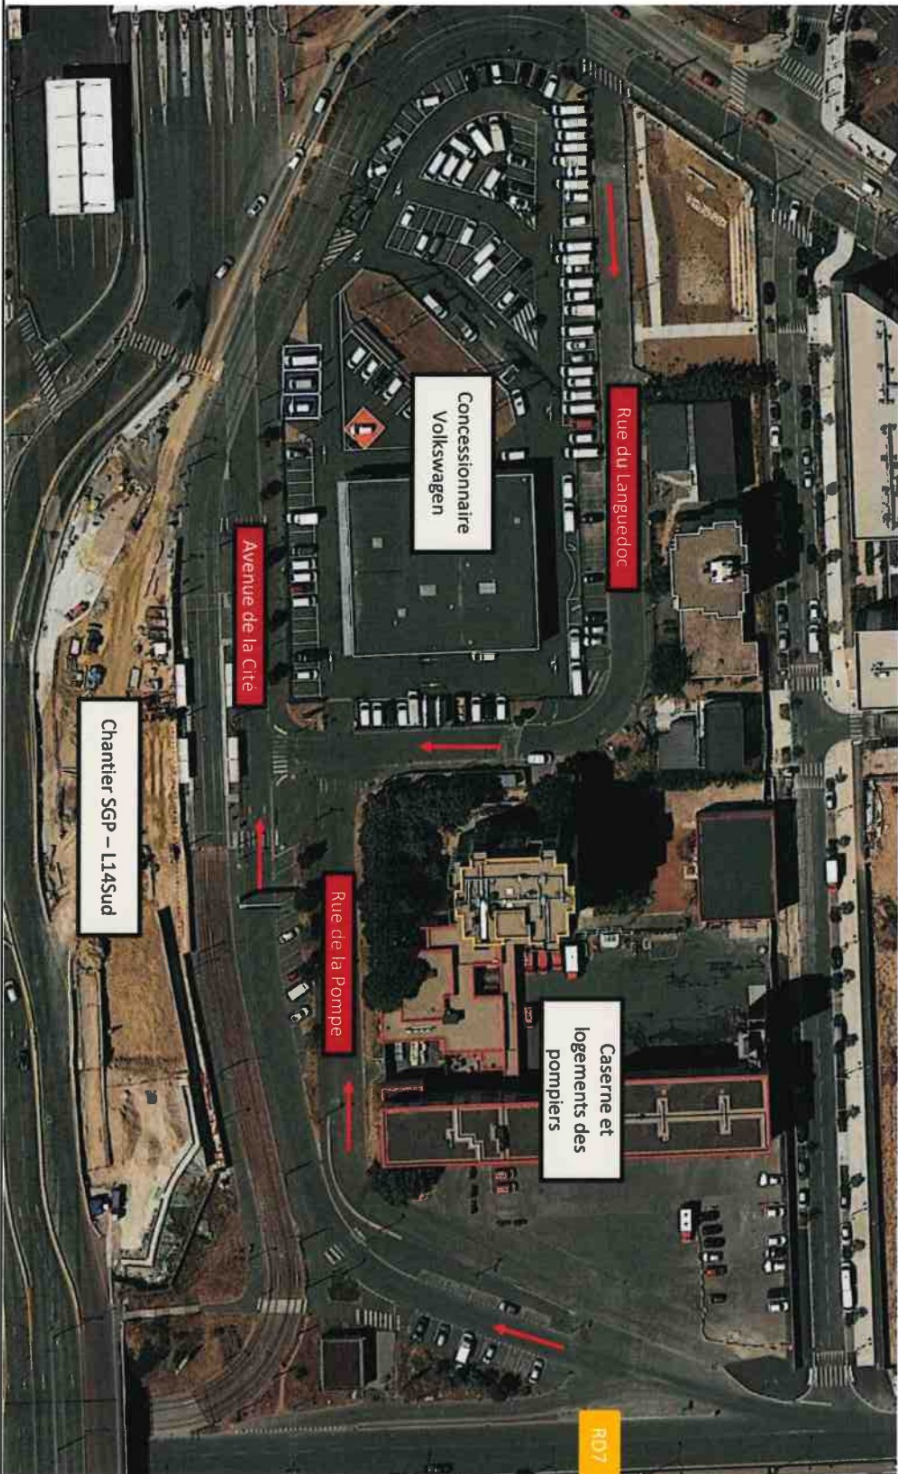 Rue du Languedoc
Concessionnaire
Volkswagen
Avenue de la Cité
Chantier SGP – L14Sud
Rue de la Pompe
Caserne et
logements des
pompiers
RD7